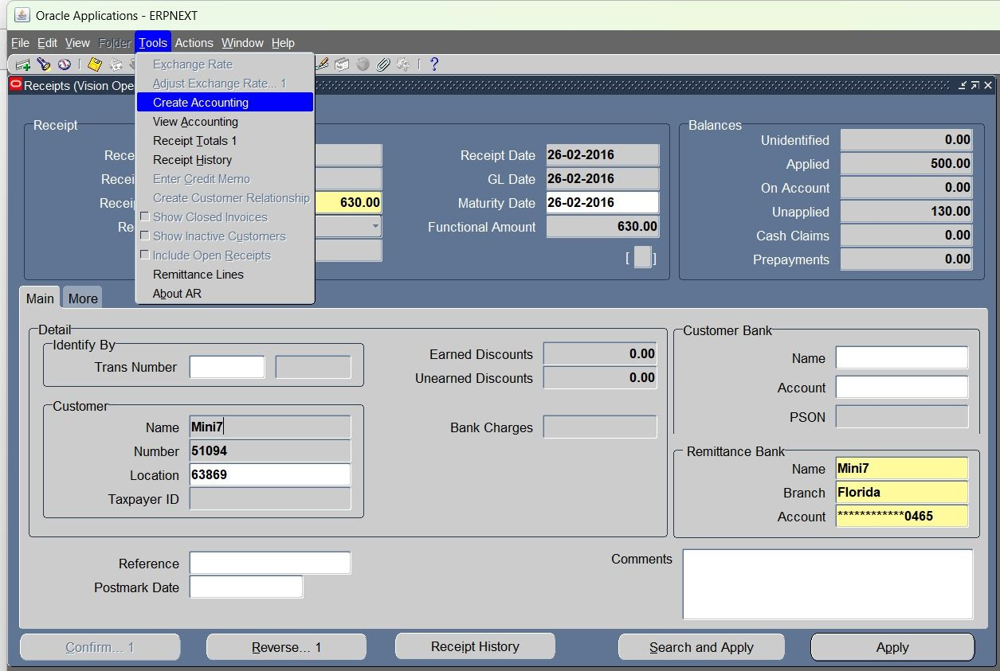 Oracle Applications - ERPNEXT
File Edit View Folder Tools Actions Window Help
Exchange Rate
Adjust Exchange Rate... 1
Create Accounting
View Accounting
Receipt Totals 1
Receipt History
Enter Credit Memo
Create Customer Relationship
Show Closed Invoices
Show Inactive Customers
Include Open Receipts
Remittance Lines
About AR
Receipts (Vision Ope
Receipt
Rece
Recei
Receip 630.00
Re
Receipt Date 26-02-2016
GL Date 26-02-2016
Maturity Date 26-02-2016
Functional Amount 630.00
[ ]
Balances
Unidentified 0.00
Applied 500.00
On Account 0.00
Unapplied 130.00
Cash Claims 0.00
Prepayments 0.00
Main More
Detail
Identify By
Trans Number
Customer
Name Mini7
Number 51094
Location 63869
Taxpayer ID
Earned Discounts 0.00
Unearned Discounts 0.00
Bank Charges
Customer Bank
Name
Account
PSON
Remittance Bank
Name Mini7
Branch Florida
Account ************0465
Reference
Postmark Date
Comments
Confirm... 1 Reverse... 1 Receipt History Search and Apply Apply